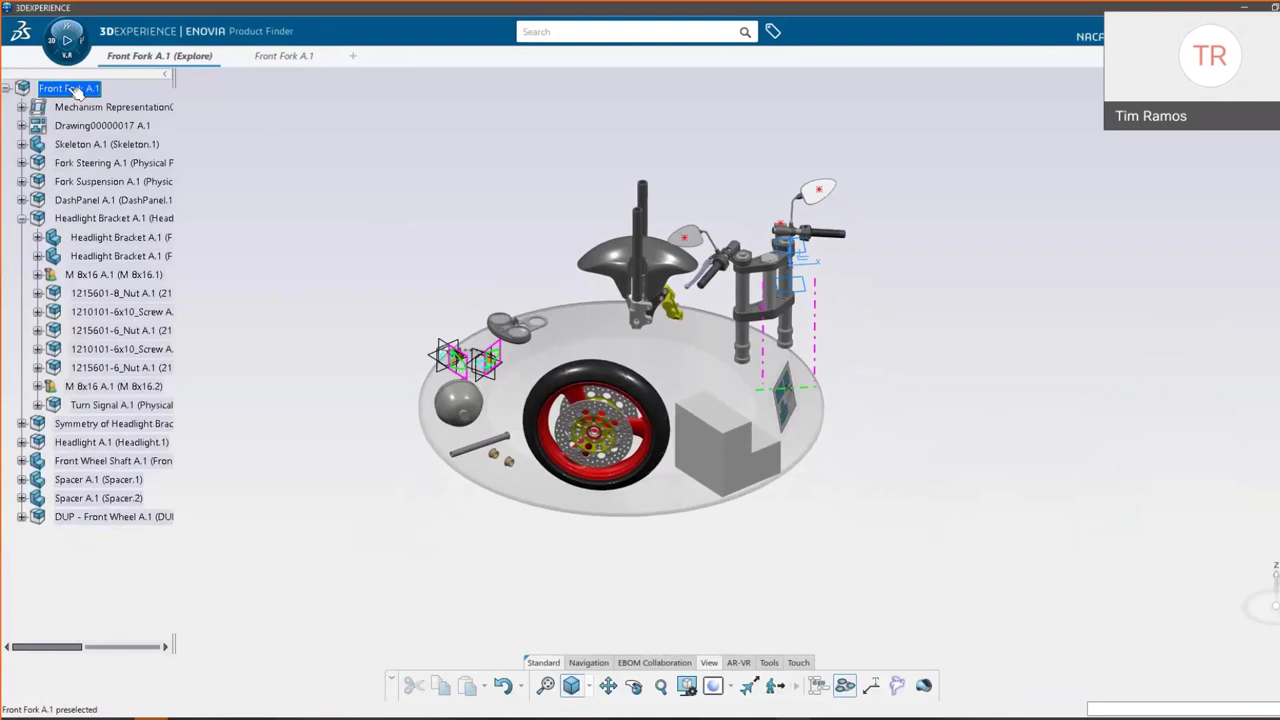 3DEXPERIENCE
3DEXPERIENCE | ENOVIA Product Finder
Search
NACA
3D
V.R
TR
Tim Ramos
Front Fork A.1 (Explore)
Front Fork A.1
Front Fork A.1
Mechanism Representation0
Drawing00000017 A.1
Skeleton A.1 (Skeleton.1)
Fork Steering A.1 (Physical P
Fork Suspension A.1 (Physic
DashPanel A.1 (DashPanel.1
Headlight Bracket A.1 (Head
Headlight Bracket A.1 (F
Headlight Bracket A.1 (F
M 8x16 A.1 (M 8x16.1)
1215601-8_Nut A.1 (21
1210101-6x10_Screw A.
1215601-6_Nut A.1 (21
1210101-6x10_Screw A.
1215601-6_Nut A.1 (21
M 8x16 A.1 (M 8x16.2)
Turn Signal A.1 (Physical
Symmetry of Headlight Brac
Headlight A.1 (Headlight.1)
Front Wheel Shaft A.1 (Fron
Spacer A.1 (Spacer.1)
Spacer A.1 (Spacer.2)
DUP - Front Wheel A.1 (DUI
Z
Standard
Navigation
EBOM Collaboration
View
AR-VR
Tools
Touch
Front Fork A.1 preselected